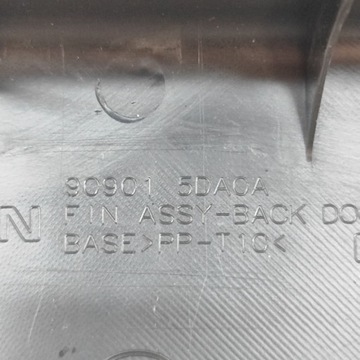 90901 5DA0A
N FIN ASSY-BACK DO
BASE>PP-T10<